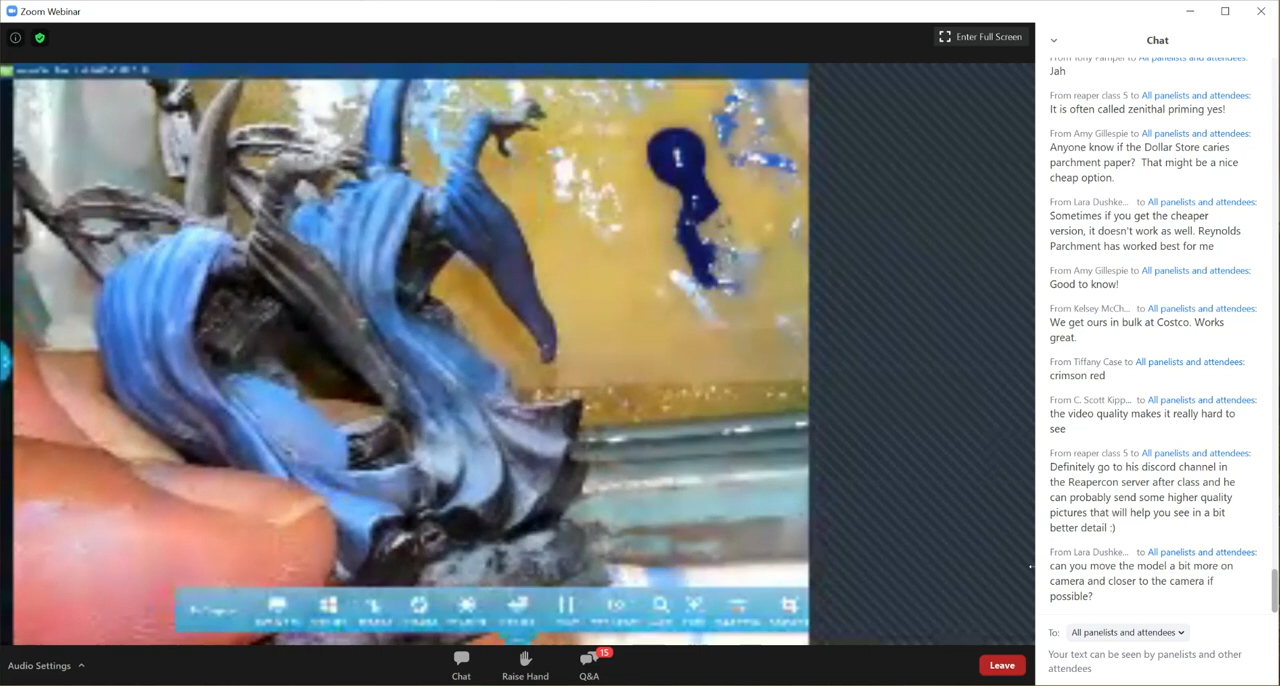 Zoom Webinar
Enter Full Screen
Chat
Jah
From reaper class 5 to All panelists and attendees:
It is often called zenithal priming yes!
From Amy Gillespie to All panelists and attendees:
Anyone know if the Dollar Store caries
parchment paper?  That might be a nice
cheap option.
From Lara Dushke... to All panelists and attendees:
Sometimes if you get the cheaper
version, it doesn't work as well. Reynolds
Parchment has worked best for me
From Amy Gillespie to All panelists and attendees:
Good to know!
From Kelsey McCh... to All panelists and attendees:
We get ours in bulk at Costco. Works
great.
From Tiffany Case to All panelists and attendees:
crimson red
From C. Scott Kipp... to All panelists and attendees:
the video quality makes it really hard to
see
From reaper class 5 to All panelists and attendees:
Definitely go to his discord channel in
the Reapercon server after class and he
can probably send some higher quality
pictures that will help you see in a bit
better detail :)
From Lara Dushke... to All panelists and attendees:
can you move the model a bit more on
camera and closer to the camera if
possible?
To: All panelists and attendees
Your text can be seen by panelists and other
attendees
Audio Settings
Chat
Raise Hand
15
Q&A
Leave